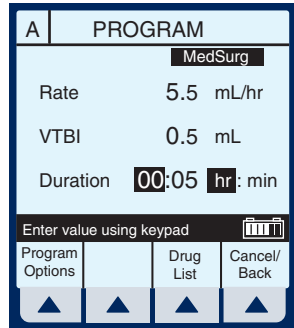 A PROGRAM
MedSurg
Rate 5.5 mL/hr
VTBI 0.5 mL
Duration 00:05 hr: min
Enter value using keypad
Program Options
Drug List
Cancel/ Back